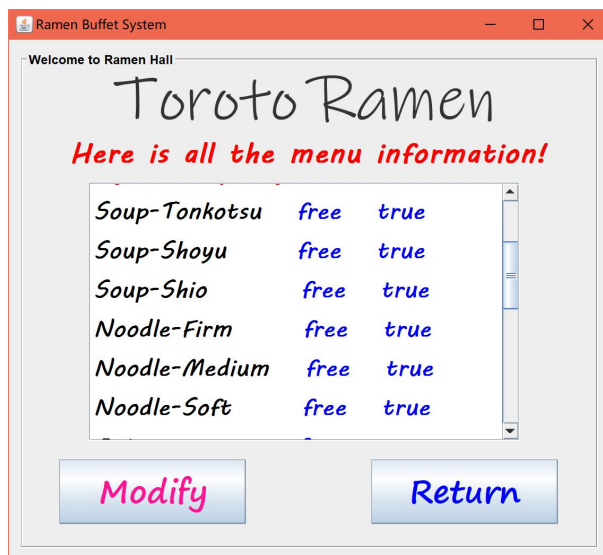 Ramen Buffet System
Welcome to Ramen Hall
Toroto Ramen
Here is all the menu information!
Soup-Tonkotsu free true
Soup-Shoyu free true
Soup-Shio free true
Noodle-Firm free true
Noodle-Medium free true
Noodle-Soft free true
Modify Return